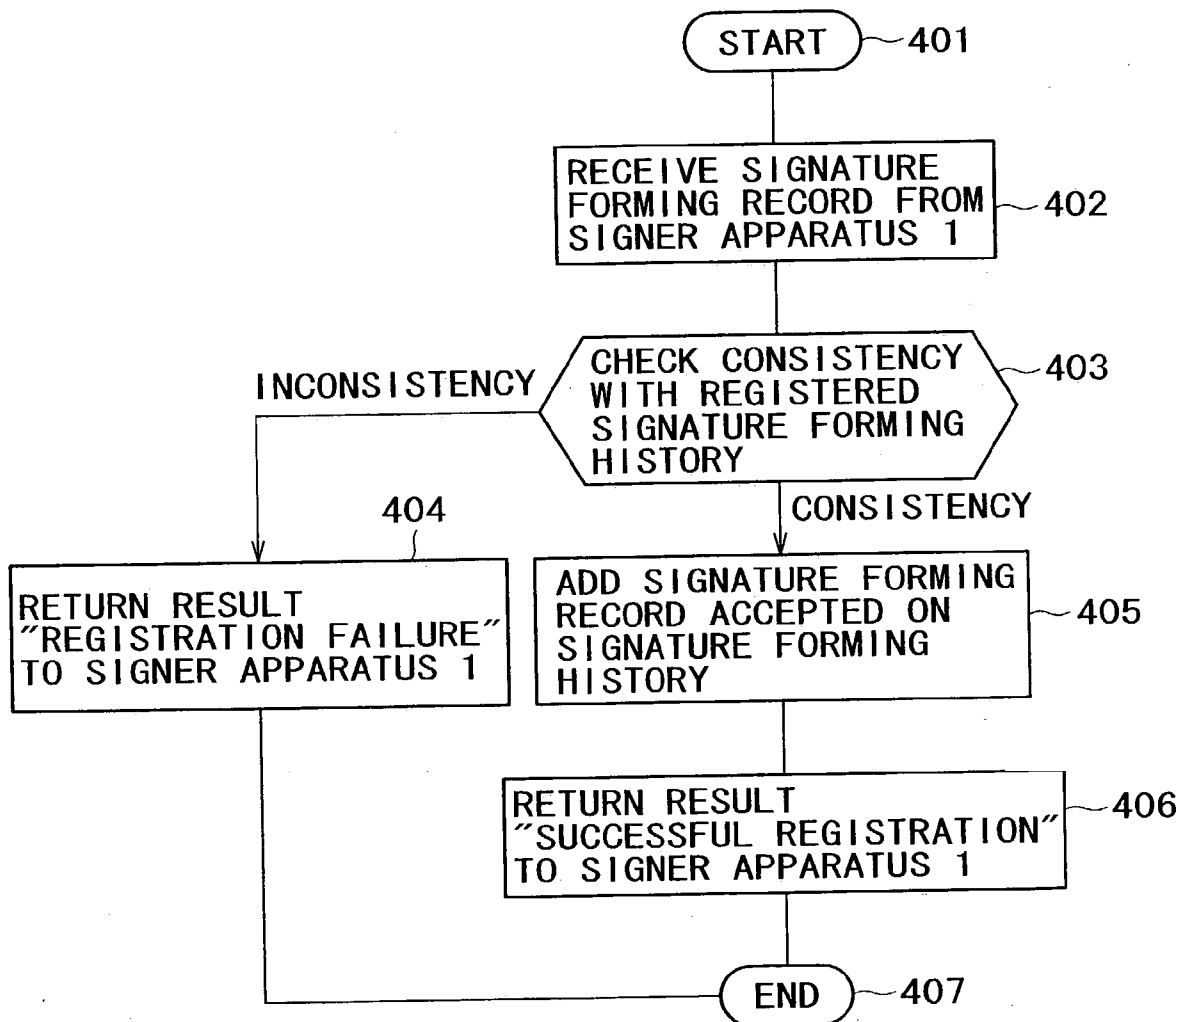 START
401
RECEIVE SIGNATURE
FORMING RECORD FROM
SIGNER APPARATUS 1
402
CHECK CONSISTENCY
WITH REGISTERED
SIGNATURE FORMING
HISTORY
403
INCONSISTENCY
CONSISTENCY
404
RETURN RESULT
"REGISTRATION FAILURE"
TO SIGNER APPARATUS 1
ADD SIGNATURE FORMING
RECORD ACCEPTED ON
SIGNATURE FORMING
HISTORY
405
RETURN RESULT
"SUCCESSFUL REGISTRATION"
TO SIGNER APPARATUS 1
406
END
407